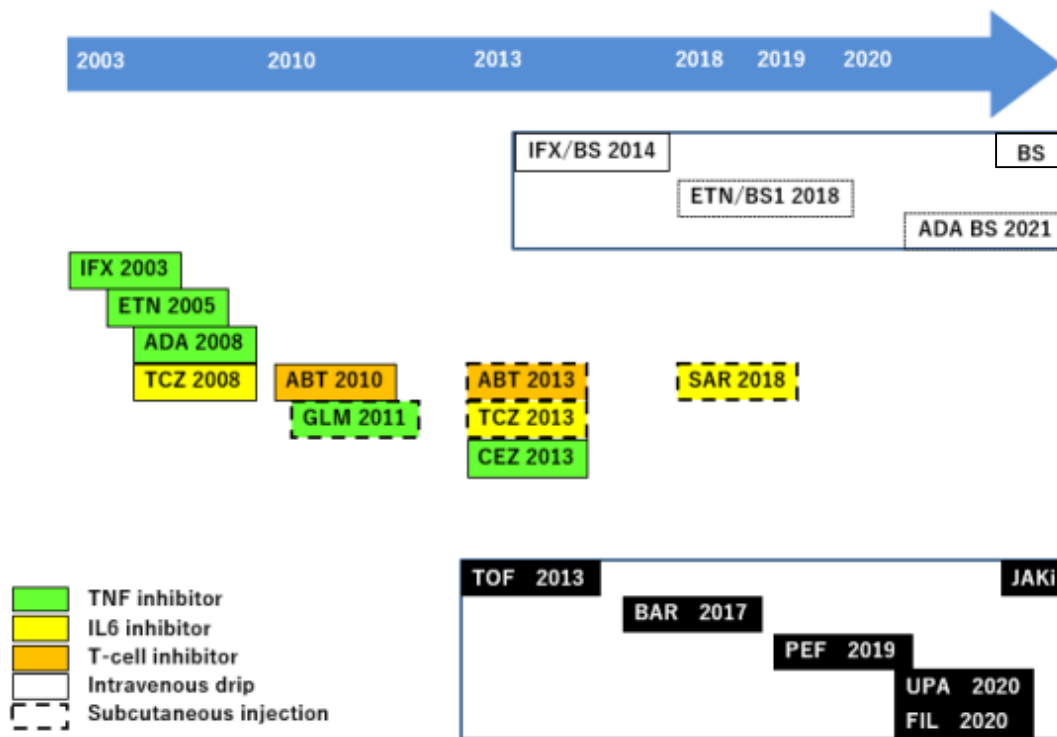 2003 2010 2013 2018 2019 2020
IFX/BS 2014 BS
ETN/BS1 2018
ADA BS 2021
IFX 2003
ETN 2005
ADA 2008
TCZ 2008 ABT 2010 ABT 2013 SAR 2018
GLM 2011 TCZ 2013
CEZ 2013
TOF 2013 JAKi
BAR 2017
PEF 2019
UPA 2020
FIL 2020
TNF inhibitor
IL6 inhibitor
T-cell inhibitor
Intravenous drip
Subcutaneous injection